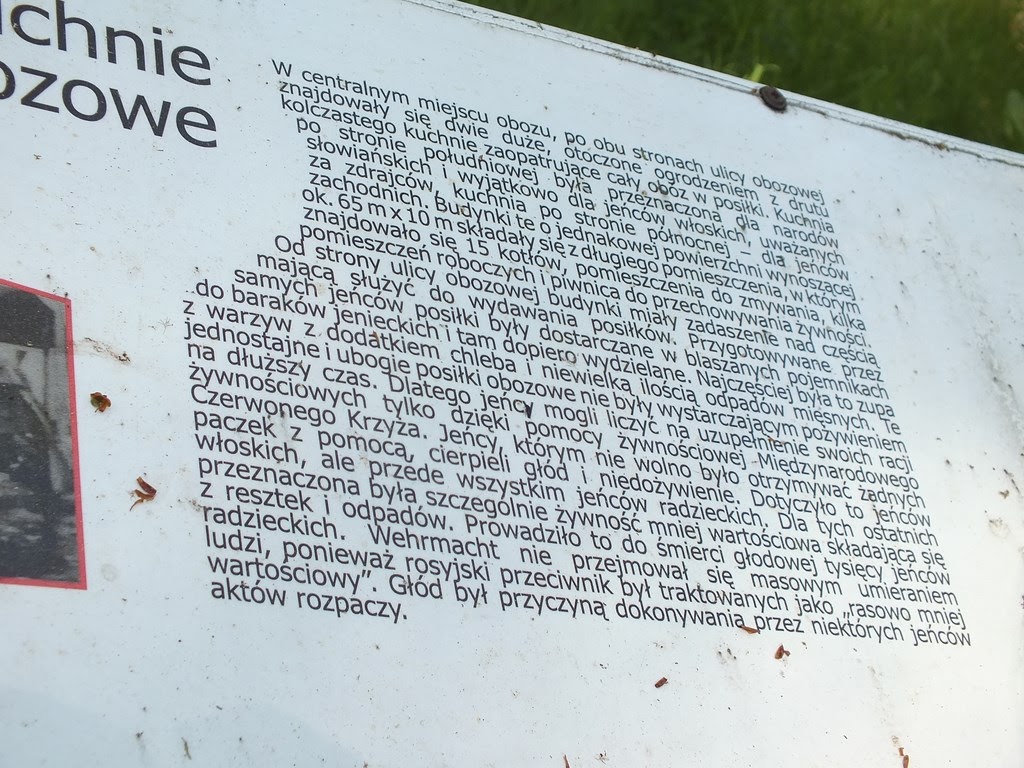 uchnie
ozowe
W centralnym miejscu obozu, po obu stronach ulicy obozowej
znajdowały się dwie duże, otoczone ogrodzeniem z drutu
kolczastego kuchnie zaopatrujące cały obóz w posiłki. Kuchnia
po stronie południowej była przeznaczona dla narodów
słowiańskich i wyjątkowo dla jeńców włoskich, uważanych
za zdrajców, kuchnia po stronie północnej – dla jeńców
zachodnich. Budynki te o jednakowej powierzchni wynoszącej
ok. 65 m x 10 m składały się z długiego pomieszczenia, w którym
znajdowało się 15 kotłów, pomieszczenia do zmywania, kilka
pomieszczeń roboczych i piwnica do przechowywania żywności.
Od strony ulicy obozowej budynki miały zadaszenie nad częścią
mającą służyć do wydawania posiłków. Przygotowywane przez
samych jeńców posiłki były dostarczane w blaszanych pojemnikach
do baraków jenieckich i tam dopiero wydzielane. Najczęściej była to zupa
z warzyw z dodatkiem chleba i niewielką ilością odpadów mięsnych. Te
jednostajne i ubogie posiłki obozowe nie były wystarczającym pożywieniem
na dłuższy czas. Dlatego jeńcy mogli liczyć na uzupełnienie swoich racji
żywnościowych tylko dzięki pomocy żywnościowej Międzynarodowego
Czerwonego Krzyża. Jeńcy, którym nie wolno było otrzymywać żadnych
paczek z pomocą, cierpieli głód i niedożywienie. Dotyczyło to jeńców
włoskich, ale przede wszystkim jeńców radzieckich. Dla tych ostatnich
przeznaczona była szczególnie żywność mniej wartościowa składająca się
z resztek i odpadów. Prowadziło to do śmierci głodowej tysięcy jeńców
radzieckich. Wehrmacht nie przejmował się masowym umieraniem
ludzi, ponieważ rosyjski przeciwnik był traktowanych jako „rasowo mniej
wartościowy”. Głód był przyczyną dokonywania przez niektórych jeńców
aktów rozpaczy.